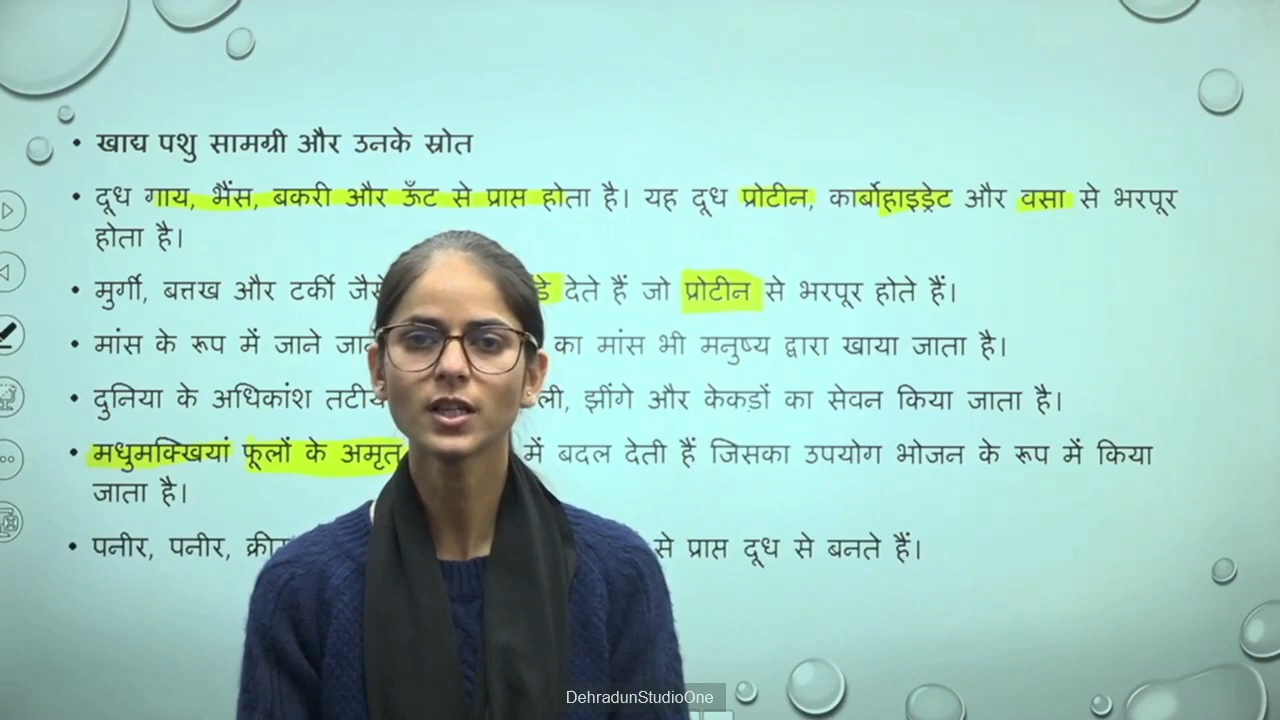 • खाद्य पशु सामग्री और उनके स्रोत
• दूध गाय, भैंस, बकरी और ऊँट से प्राप्त होता है। यह दूध प्रोटीन, कार्बोहाइड्रेट और वसा से भरपूर
होता है।
• मुर्गी, बत्तख और टर्की देते हैं जो प्रोटीन से भरपूर होते हैं।
• मांस के रूप में जाने का मांस भी मनुष्य द्वारा खाया जाता है।
• दुनिया के अधिकांश झींगे और केकड़ों का सेवन किया जाता है।
• मधुमक्खियां फूलों के अमृत में बदल देती हैं जिसका उपयोग भोजन के रूप में किया
जाता है।
• पनीर, पनीर, से प्राप्त दूध से बनते हैं।
DehradunStudioOne